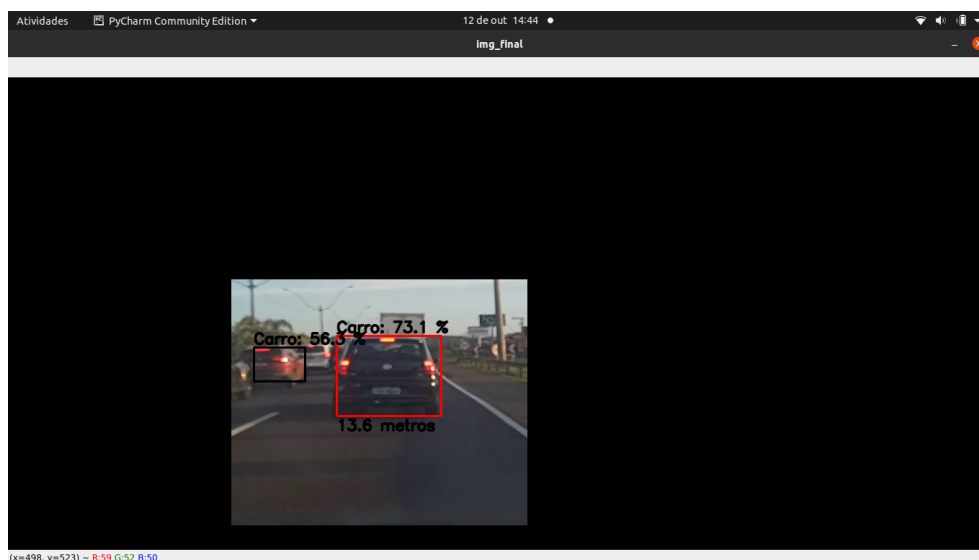 Atividades PyCharm Community Edition 12 de out 14:44
img_final
Carro: 73.1 %
Carro: 56.3 %
13.6 metros
(x=498, y=523) ~ R:59 G:52 B:50